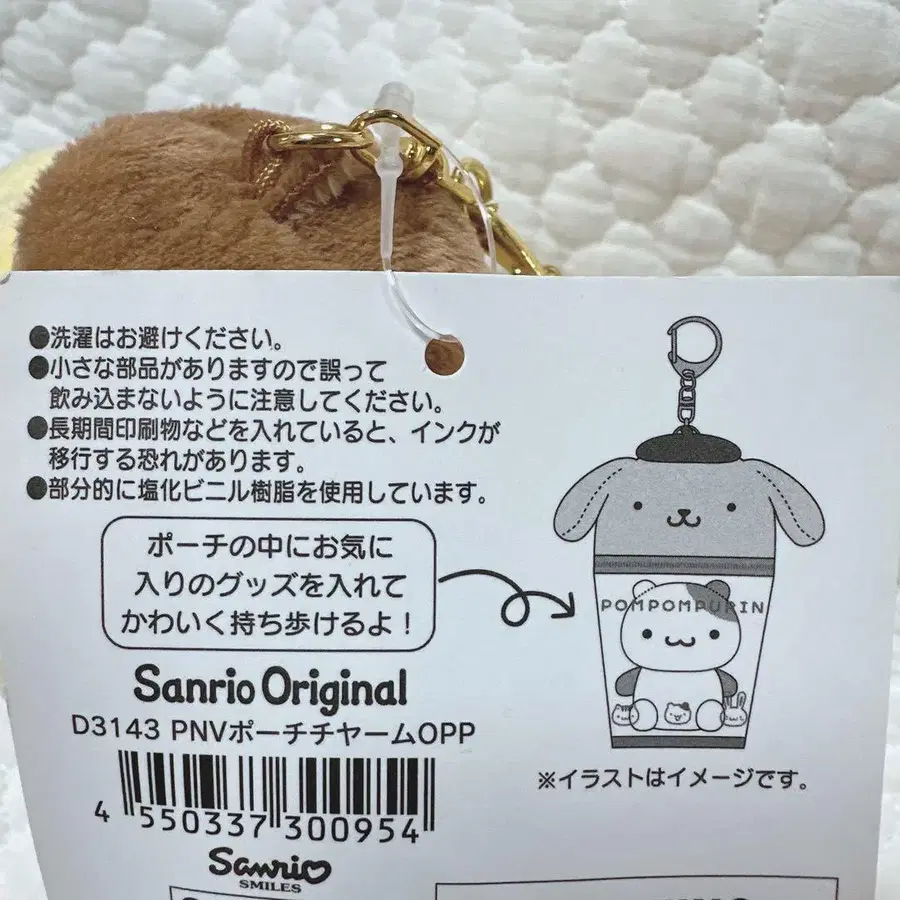 ●洗濯はお避けください。
●小さな部品がありますので誤って
飲み込まないように注意してください。
●長期間印刷物などを入れていると、インクが
移行する恐れがあります。
●部分的に塩化ビニル樹脂を使用しています。
ポーチの中にお気に
入りのグッズを入れて
かわいく持ち歩けるよ！
POMPOMPURIN
※イラストはイメージです。
Sanrio Original
D3143 PNVポーチチャームOPP
4 550337 300954
Sanrio
SMILES